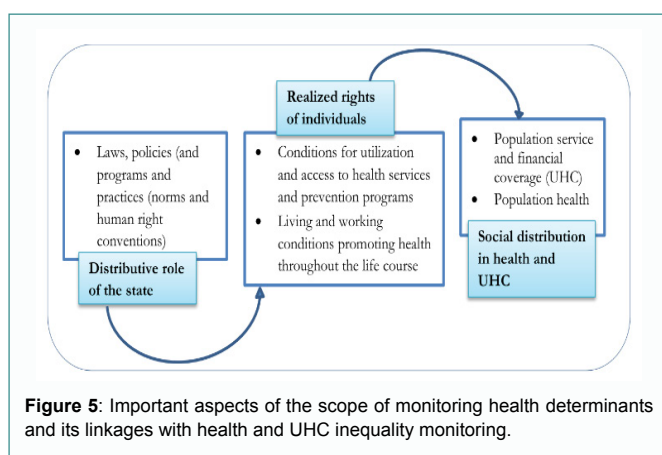 • Laws, policies (and
programs and
practices (norms and
human right
conventions)
Distributive role
of the state
Realized rights
of individuals
• Conditions for utilization
and access to health services
and prevention programs
• Living and working
conditions promoting health
throughout the life course
• Population service
and financial
coverage (UHC)
• Population health
Social distribution
in health and
UHC
Figure 5: Important aspects of the scope of monitoring health determinants
and its linkages with health and UHC inequality monitoring.